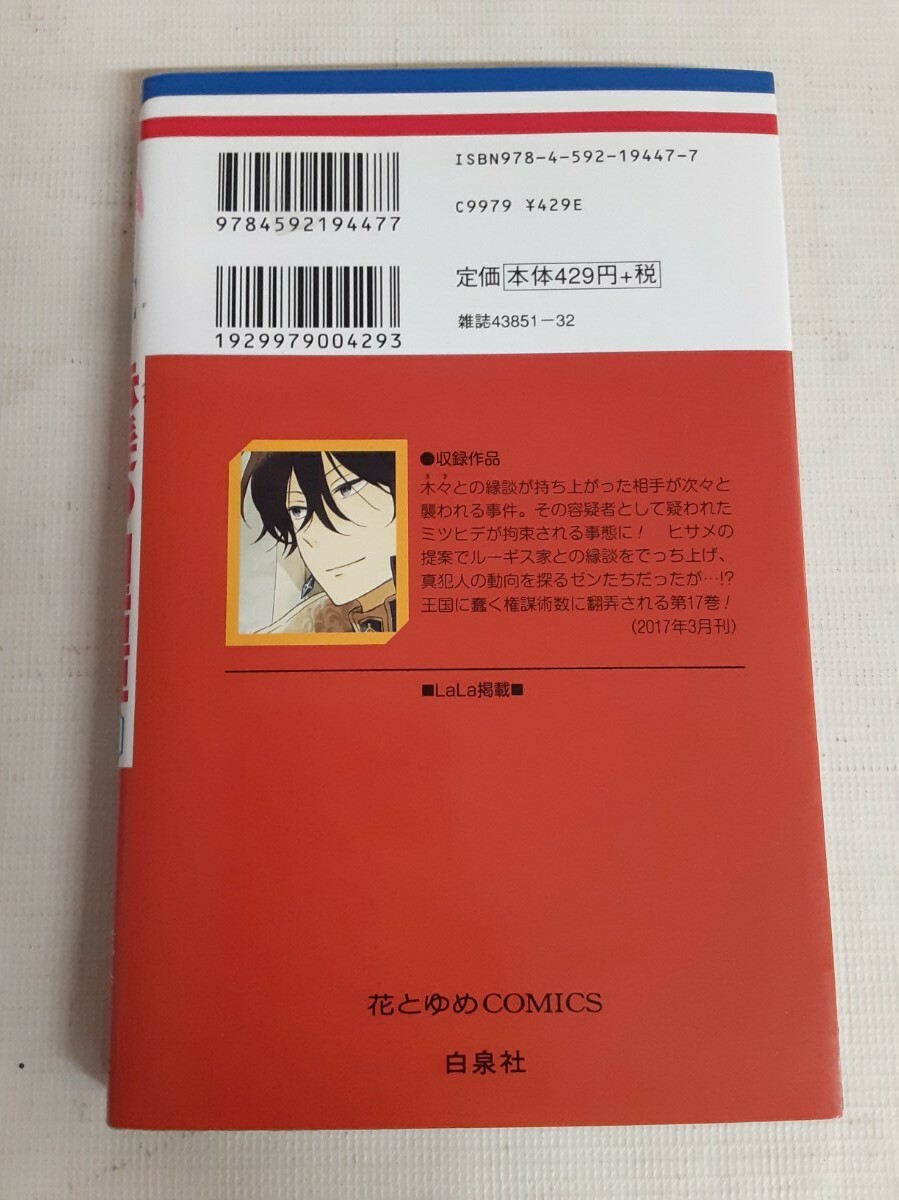 ISBN978-4-592-19447-7
9784592194477
C9979 ¥429E
定価 本体429円+税
1929979004293
雑誌43851-32
●収録作品
きき
木々との縁談が持ち上がった相手が次々と
襲われる事件。その容疑者として疑われた
ミツヒデが拘束される事態に! ヒサメの
提案でルーギス家との縁談をでっち上げ、
真犯人の動向を探るゼンたちだったが…!?
王国に蠢く権謀術数に翻弄される第17巻!
(2017年3月刊)
■LaLa掲載■
花とゆめCOMICS
白泉社